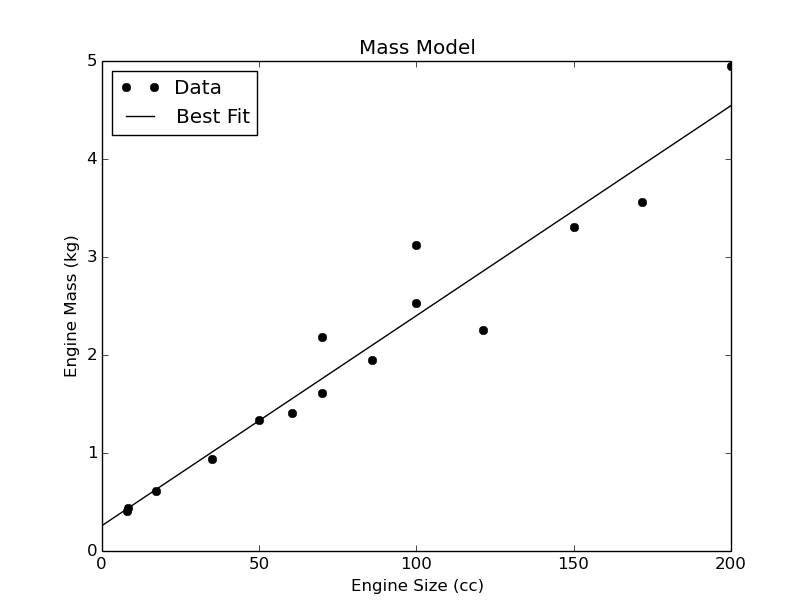 Mass Model
Data
Best Fit
Engine Mass (kg)
5
4
3
2
1
0
0 50 100 150 200
Engine Size (cc)